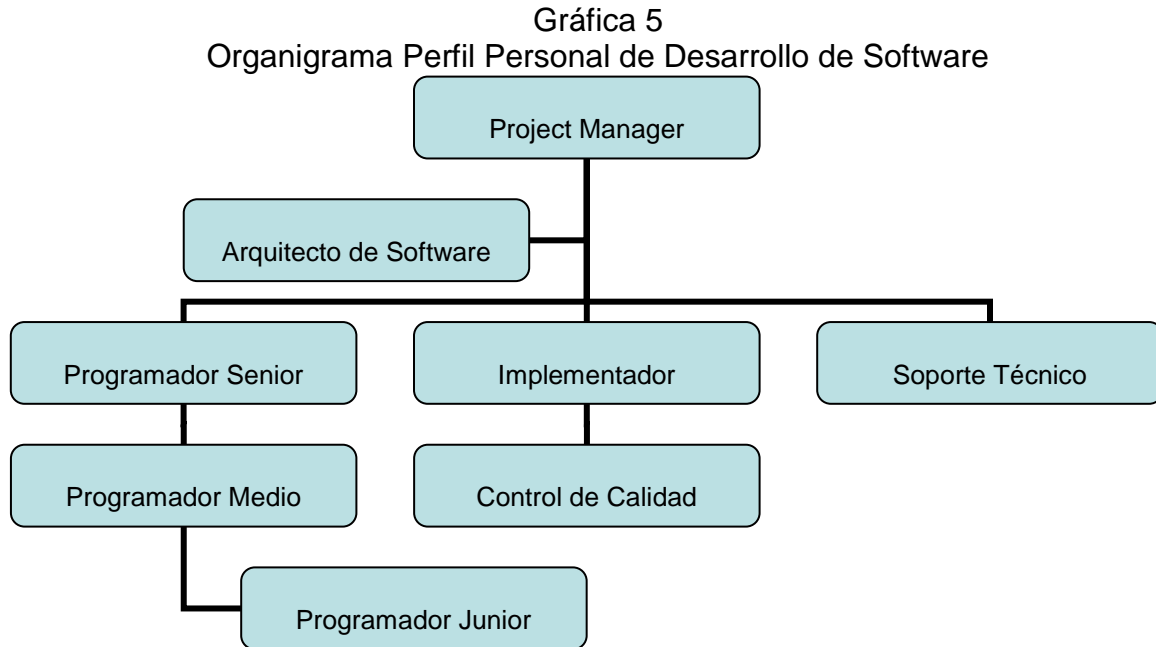 Gráfica 5
Organigrama Perfil Personal de Desarrollo de Software
Project Manager
Arquitecto de Software
Programador Senior
Implementador
Soporte Técnico
Programador Medio
Control de Calidad
Programador Junior